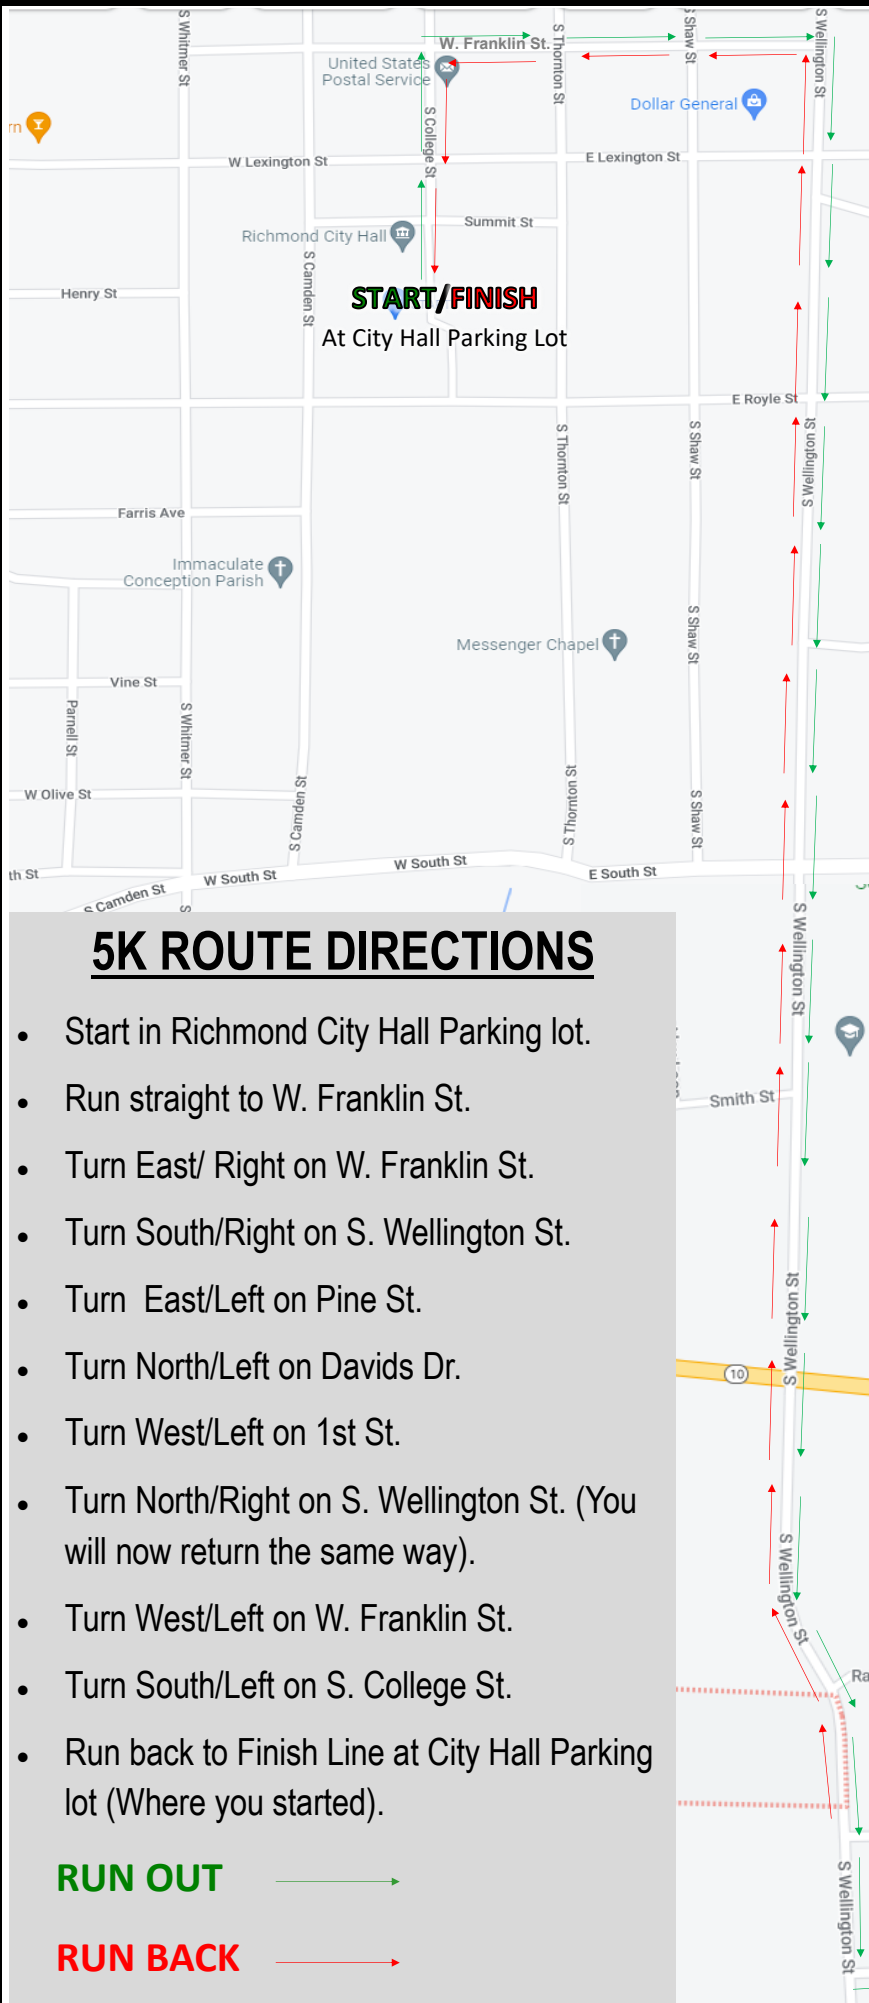 S Whitmer St
W. Franklin St.
S Thornton St
S Shaw St
S Wellington St
United States
Postal Service
Dollar General
S College St
W Lexington St
E Lexington St
Summit St
Richmond City Hall
S Camden St
Henry St
START/FINISH
At City Hall Parking Lot
E Royle St
S Thornton St
S Shaw St
S Wellington St
Farris Ave
Immaculate
Conception Parish
Messenger Chapel
S Shaw St
Vine St
Parnell St
S Whitmer St
W Olive St
S Camden St
S Thornton St
S Shaw St
th St
S Camden St
W South St
W South St
E South St
S Wellington St
5K ROUTE DIRECTIONS
• Start in Richmond City Hall Parking lot.
• Run straight to W. Franklin St.
• Turn East/ Right on W. Franklin St.
• Turn South/Right on S. Wellington St.
• Turn  East/Left on Pine St.
• Turn North/Left on Davids Dr.
• Turn West/Left on 1st St.
• Turn North/Right on S. Wellington St. (You
will now return the same way).
• Turn West/Left on W. Franklin St.
• Turn South/Left on S. College St.
• Run back to Finish Line at City Hall Parking
lot (Where you started).
RUN OUT
RUN BACK
Smith St
S Wellington St
10
S Wellington St
Ra
S Wellington St